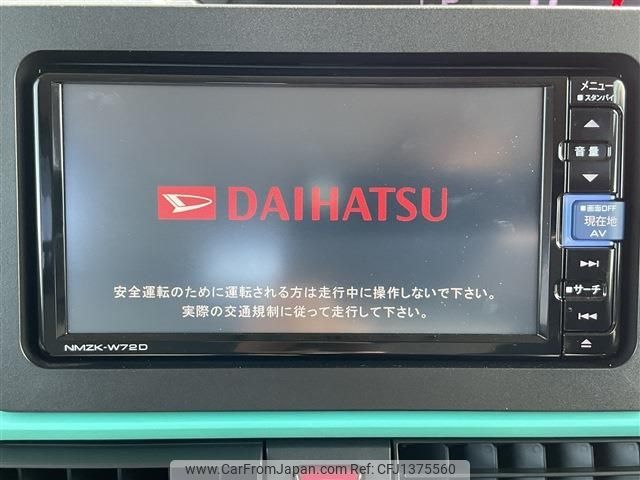 メニュー
■スタンバイ
音量
DAIHATSU
■画面OFF
現在地
AV
■サーチ
安全運転のために運転される方は走行中に操作しないで下さい。
実際の交通規制に従って走行して下さい。
NMZK-W72D
www.CarFromJapan.com - CFJ1375560